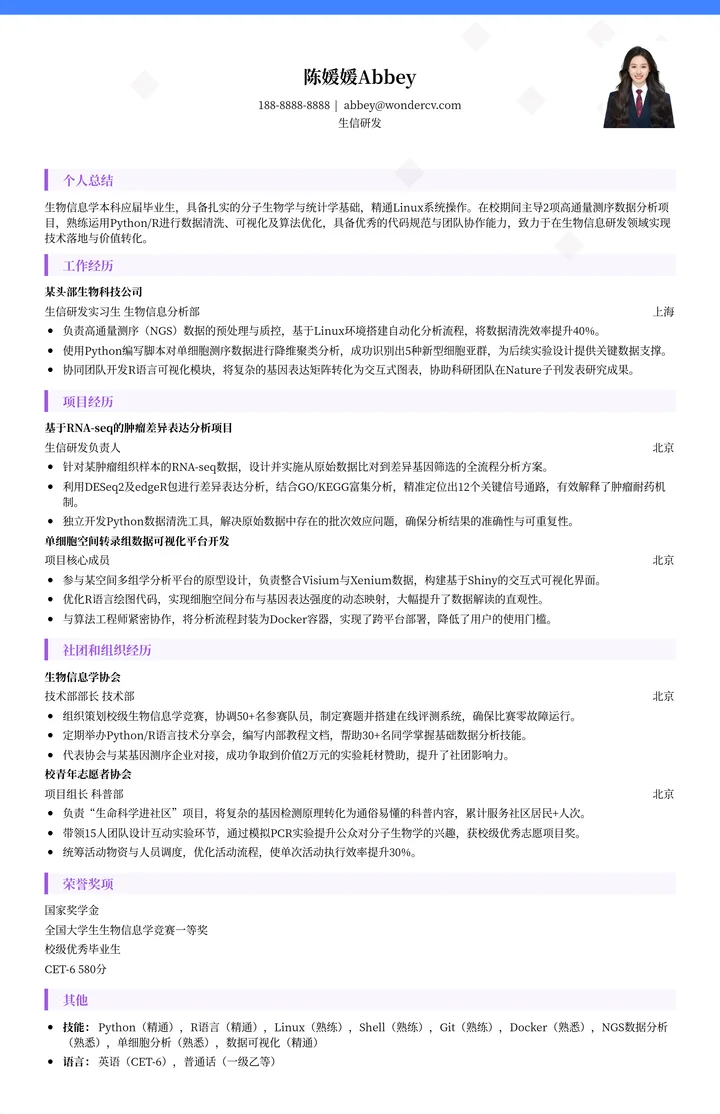 陈媛媛Abbey
188-8888-8888 | abbey@wondercv.com
生信研发
个人总结
生物信息学本科应届毕业生，具备扎实的分子生物学与统计学基础，精通Linux系统操作。在校期间主导2项高通量测序数据分析项
目，熟练运用Python/R进行数据清洗、可视化及算法优化，具备优秀的代码规范与团队协作能力，致力于在生物信息研发领域实现
技术落地与价值转化。
工作经历
某头部生物科技公司
生信研发实习生 生物信息分析部 上海
• 负责高通量测序（NGS）数据的预处理与质控，基于Linux环境搭建自动化分析流程，将数据清洗效率提升40%。
• 使用Python编写脚本对单细胞测序数据进行降维聚类分析，成功识别出5种新型细胞亚群，为后续实验设计提供关键数据支撑。
• 协同团队开发R语言可视化模块，将复杂的基因表达矩阵转化为交互式图表，协助科研团队在Nature子刊发表研究成果。
项目经历
基于RNA-seq的肿瘤差异表达分析项目
生信研发负责人 北京
• 针对某肿瘤组织样本的RNA-seq数据，设计并实施从原始数据比对到差异基因筛选的全流程分析方案。
• 利用DESeq2及edgeR包进行差异表达分析，结合GO/KEGG富集分析，精准定位出12个关键信号通路，有效解释了肿瘤耐药机
制。
• 独立开发Python数据清洗工具，解决原始数据中存在的批次效应问题，确保分析结果的准确性与可重复性。
单细胞空间转录组数据可视化平台开发
项目核心成员 北京
• 参与某空间多组学分析平台的原型设计，负责整合Visium与Xenium数据，构建基于Shiny的交互式可视化界面。
• 优化R语言绘图代码，实现细胞空间分布与基因表达强度的动态映射，大幅提升了数据解读的直观性。
• 与算法工程师紧密协作，将分析流程封装为Docker容器，实现了跨平台部署，降低了用户的使用门槛。
社团和组织经历
生物信息学协会
技术部部长 技术部 北京
• 组织策划校级生物信息学竞赛，协调50+名参赛队员，制定赛题并搭建在线评测系统，确保比赛零故障运行。
• 定期举办Python/R语言技术分享会，编写内部教程文档，帮助30+名同学掌握基础数据分析技能。
• 代表协会与某基因测序企业对接，成功争取到价值2万元的实验耗材赞助，提升了社团影响力。
校青年志愿者协会
项目组长 科普部 北京
• 负责“生命科学进社区”项目，将复杂的基因检测原理转化为通俗易懂的科普内容，累计服务社区居民+人次。
• 带领15人团队设计互动实验环节，通过模拟PCR实验提升公众对分子生物学的兴趣，获校级优秀志愿项目奖。
• 统筹活动物资与人员调度，优化活动流程，使单次活动执行效率提升30%。
荣誉奖项
国家奖学金
全国大学生生物信息学竞赛一等奖
校级优秀毕业生
CET-6 580分
其他
• 技能： Python（精通）, R语言（精通）, Linux（熟练）, Shell（熟练）, Git（熟练）, Docker（熟悉）, NGS数据分析
（熟悉）, 单细胞分析（熟悉）, 数据可视化（精通）
• 语言： 英语（CET-6）, 普通话（一级乙等）